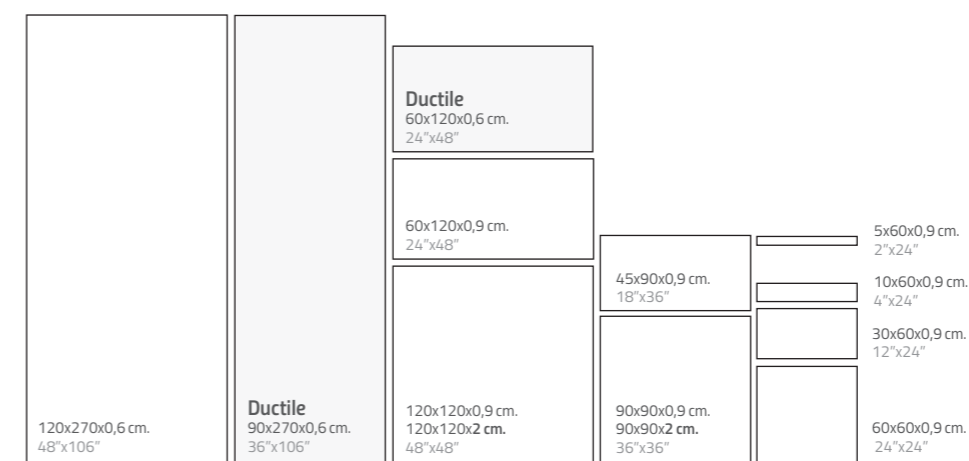 120x270x0,6 cm.
48”x106”
Ductile
90x270x0,6 cm.
36”x106”
Ductile
60x120x0,6 cm.
24”x48”
60x120x0,9 cm.
24”x48”
120x120x0,9 cm.
120x120x2 cm.
48”x48”
45x90x0,9 cm.
18”x36”
90x90x0,9 cm.
90x90x2 cm.
36”x36”
5x60x0,9 cm.
2”x24”
10x60x0,9 cm.
4”x24”
30x60x0,9 cm.
12”x24”
60x60x0,9 cm.
24”x24”